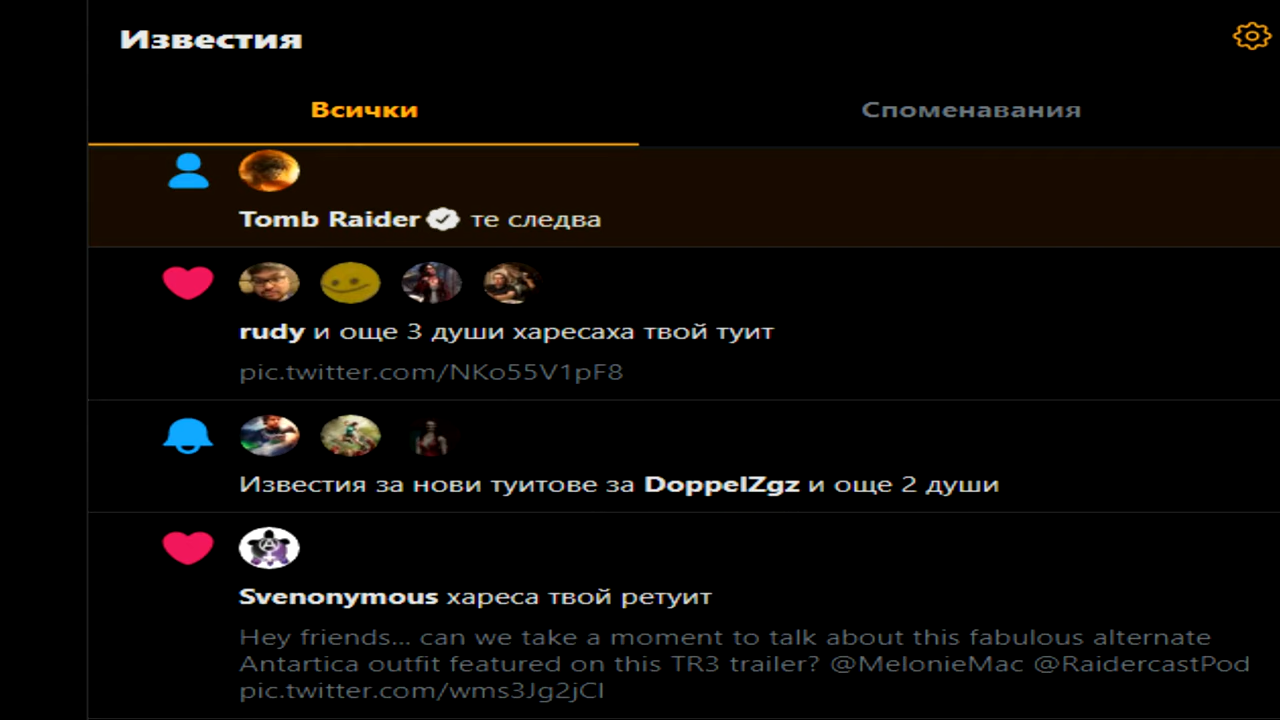 Известия
Всички
Споменавания
Tomb Raider те следва
rudy и още 3 души харесаха твой туит
pic.twitter.com/NKo55V1pF8
Известия за нови туитове за DoppelZgz и още 2 души
Svenonymous хареса твой ретуит
Hey friends... can we take a moment to talk about this fabulous alternate
Antartica outfit featured on this TR3 trailer? @MelonieMac @RaidercastPod
pic.twitter.com/wms3Jg2jCl